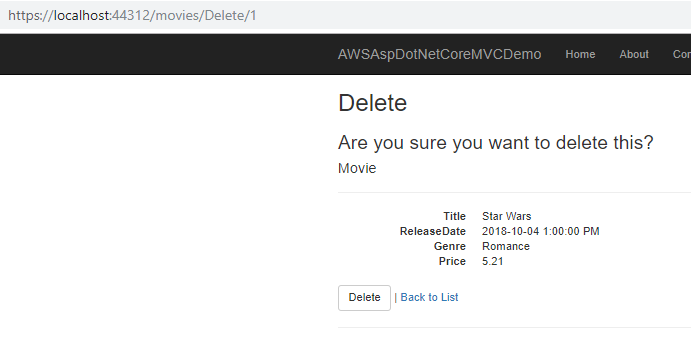 https://localhost:44312/movies/Delete/1
AWSAspDotNetCoreMVCDemo Home About
Delete
Are you sure you want to delete this?
Movie
Title Star Wars
ReleaseDate 2018-10-04 1:00:00 PM
Genre Romance
Price 5.21
Delete | Back to List